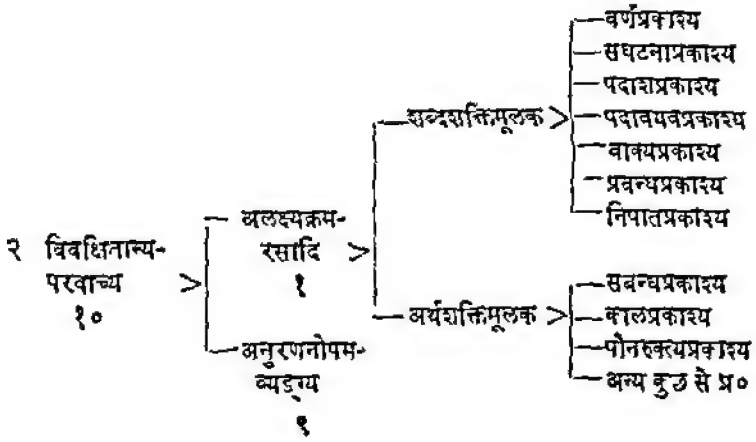 वर्णप्रकाश्य
सघटनाप्रकाश्य
पदाशप्रकाश्य
शब्दशक्तिमूलक >
पदावयवप्रकाश्य
वाक्यप्रकाश्य
प्रवन्धप्रकाश्य
निपातप्रकाश्य
अलक्ष्यक्रम-
रसादि >
१
२ विवक्षितान्य-
परवाच्य >
१०
अर्थशक्तिमूलक >
सबन्धप्रकाश्य
कालप्रकाश्य
पौनरुक्त्यप्रकाश्य
अन्य कुछ से प्र०
अनुरणनोपम-
व्यङ्ग्य
९